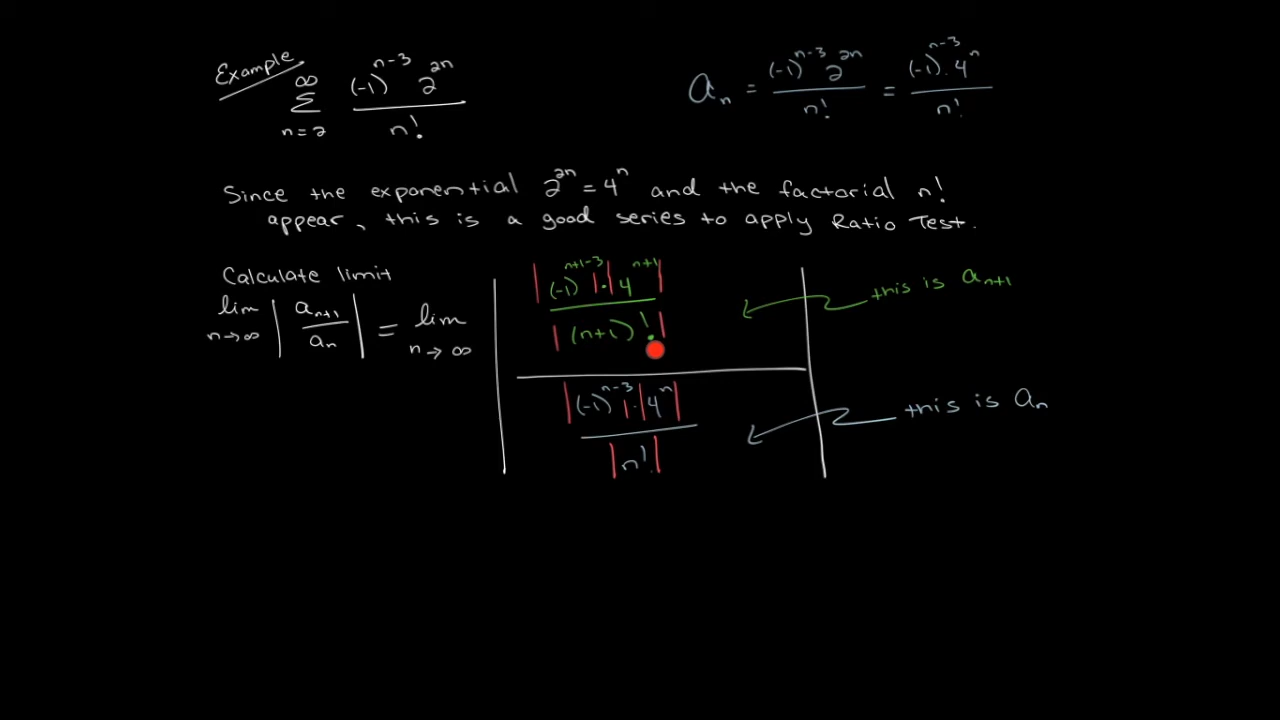 Example
∞
Σ (-1)^{n-3} 2^{2n} / n!
n=2
a_n = (-1)^{n-3} 2^{2n} / n! = (-1)^{n-3} · 4^n / n!
Since the exponential 2^{2n} = 4^n and the factorial n!
appear, this is a good series to apply Ratio Test.
Calculate limit
lim n→∞ | a_{n+1} / a_n | = lim n→∞
|(-1)^{n+1-3}| · |4^{n+1}|
|(n+1)!|
this is a_{n+1}
|(-1)^{n-3}| · |4^n|
|n!|
this is a_n